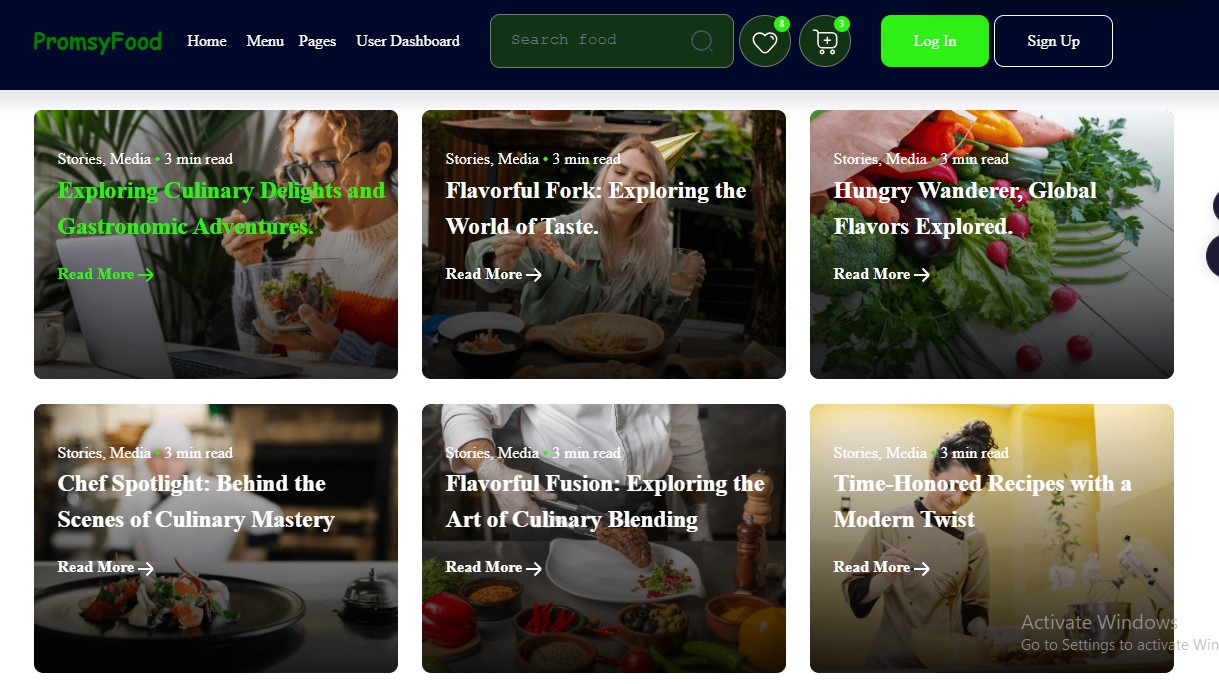 PromsyFood Home Menu Pages User Dashboard Search food 8 3 Log In Sign Up
Stories, Media • 3 min read
Exploring Culinary Delights and
Gastronomic Adventures.
Read More
Stories, Media • 3 min read
Flavorful Fork: Exploring the
World of Taste.
Read More
Stories, Media • 3 min read
Hungry Wanderer, Global
Flavors Explored.
Read More
Stories, Media • 3 min read
Chef Spotlight: Behind the
Scenes of Culinary Mastery
Read More
Stories, Media • 3 min read
Flavorful Fusion: Exploring the
Art of Culinary Blending
Read More
Stories, Media • 3 min read
Time-Honored Recipes with a
Modern Twist
Read More
Activate Windows
Go to Settings to activate Win